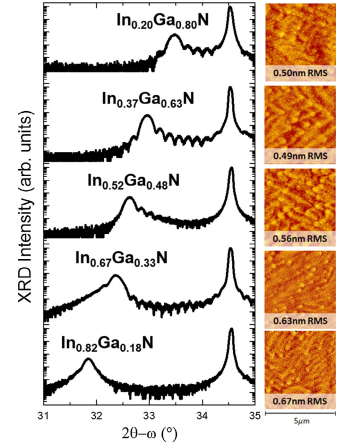 In0.20Ga0.80N
0.50nm RMS
In0.37Ga0.63N
0.49nm RMS
In0.52Ga0.48N
0.56nm RMS
In0.67Ga0.33N
0.63nm RMS
In0.82Ga0.18N
0.67nm RMS
XRD Intensity (arb. units)
31 32 33 34 35
2θ−ω (°)
5μm